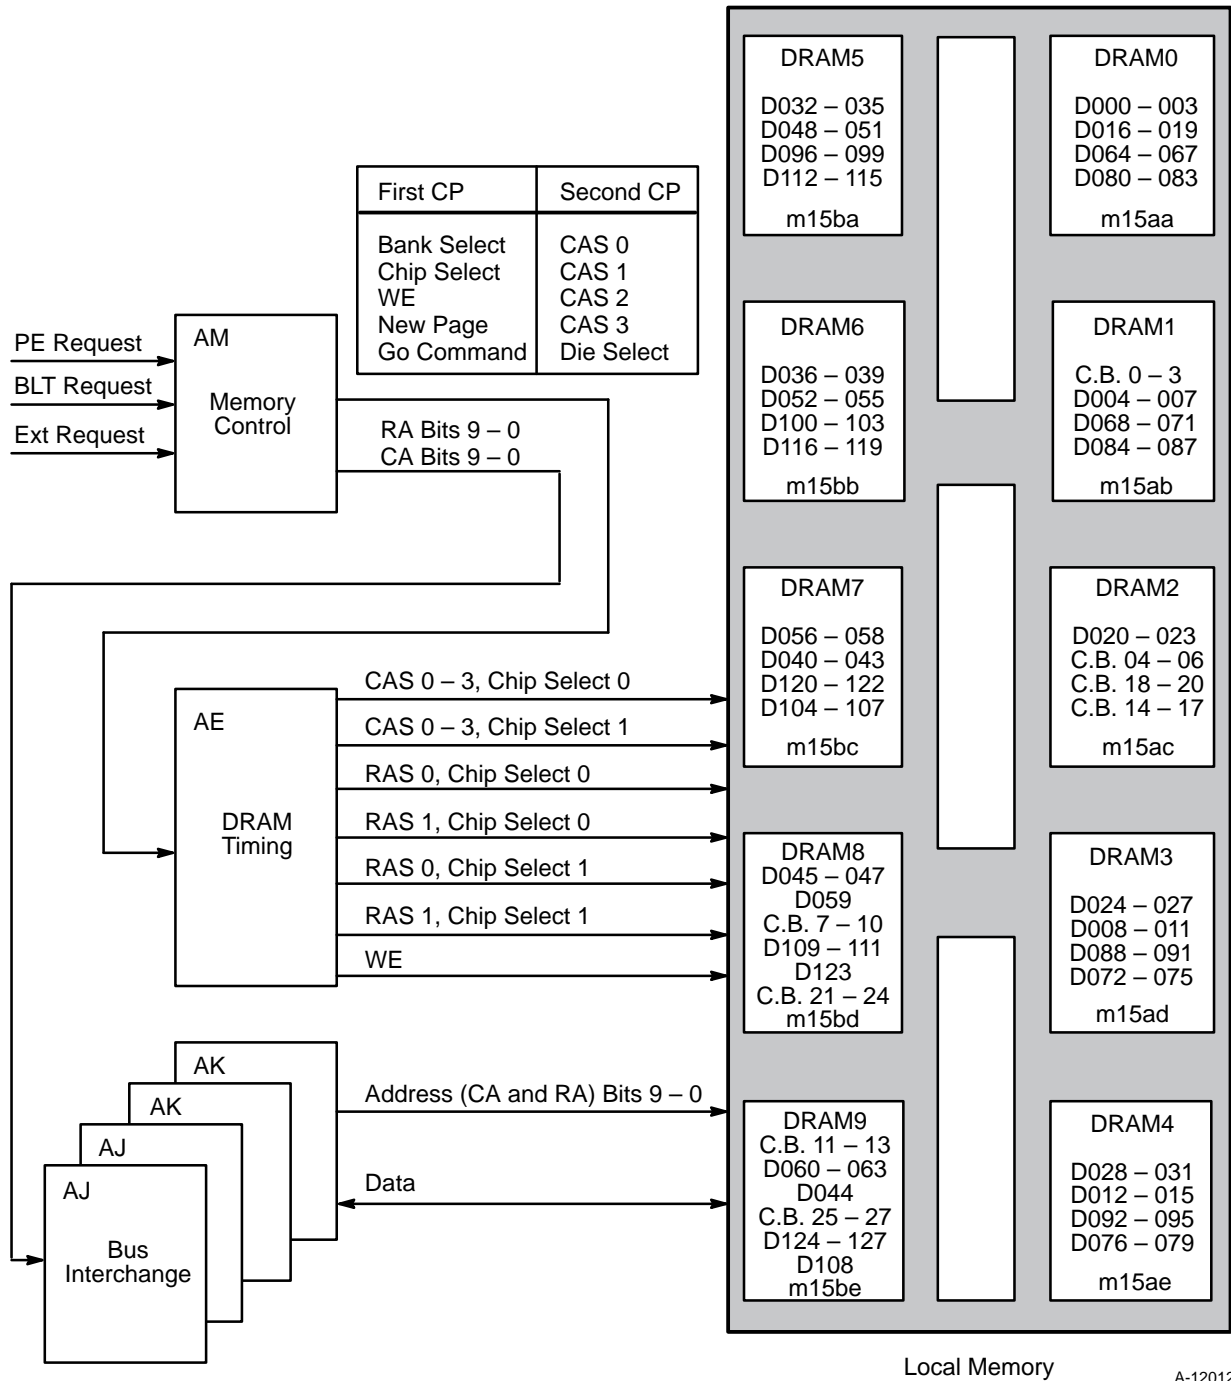 First CP Second CP
Bank Select CAS 0
Chip Select CAS 1
WE CAS 2
New Page CAS 3
Go Command Die Select
PE Request
BLT Request
Ext Request
AM
Memory
Control
RA Bits 9 – 0
CA Bits 9 – 0
AE
DRAM
Timing
CAS 0 – 3, Chip Select 0
CAS 0 – 3, Chip Select 1
RAS 0, Chip Select 0
RAS 1, Chip Select 0
RAS 0, Chip Select 1
RAS 1, Chip Select 1
WE
AK
AK
AJ
AJ
Bus
Interchange
Address (CA and RA) Bits 9 – 0
Data
DRAM5
D032 – 035
D048 – 051
D096 – 099
D112 – 115
m15ba
DRAM0
D000 – 003
D016 – 019
D064 – 067
D080 – 083
m15aa
DRAM6
D036 – 039
D052 – 055
D100 – 103
D116 – 119
m15bb
DRAM1
C.B. 0 – 3
D004 – 007
D068 – 071
D084 – 087
m15ab
DRAM7
D056 – 058
D040 – 043
D120 – 122
D104 – 107
m15bc
DRAM2
D020 – 023
C.B. 04 – 06
C.B. 18 – 20
C.B. 14 – 17
m15ac
DRAM8
D045 – 047
D059
C.B. 7 – 10
D109 – 111
D123
C.B. 21 – 24
m15bd
DRAM3
D024 – 027
D008 – 011
D088 – 091
D072 – 075
m15ad
DRAM9
C.B. 11 – 13
D060 – 063
D044
C.B. 25 – 27
D124 – 127
D108
m15be
DRAM4
D028 – 031
D012 – 015
D092 – 095
D076 – 079
m15ae
Local Memory
A-12012